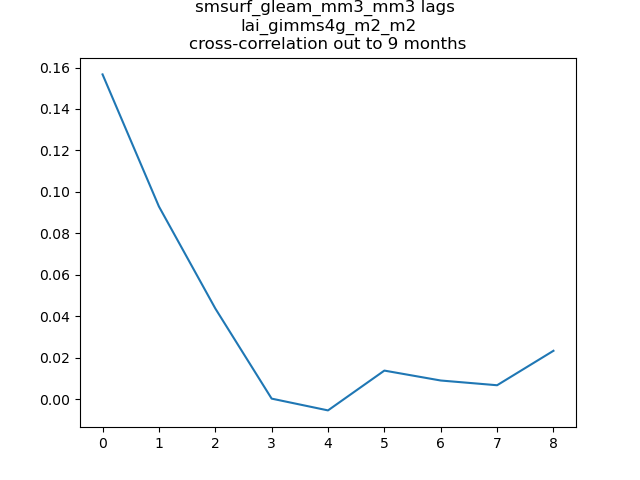 smsurf_gleam_mm3_mm3 lags
lai_gimms4g_m2_m2
cross-correlation out to 9 months
0.16
0.14
0.12
0.10
0.08
0.06
0.04
0.02
0.00
0 1 2 3 4 5 6 7 8